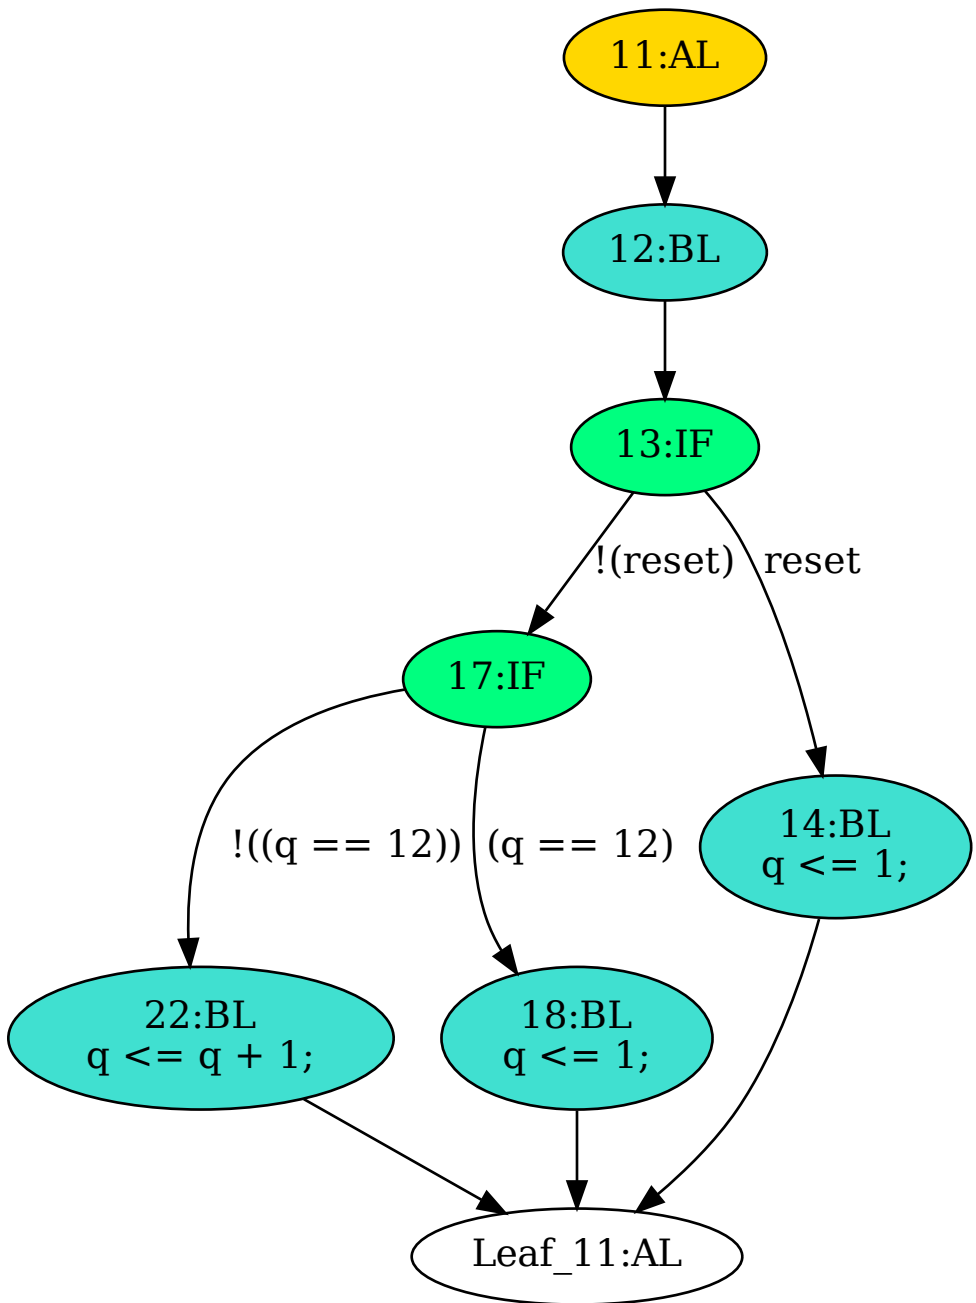 11:AL
12:BL
13:IF
!(reset)
reset
17:IF
14:BL
q <= 1;
!((q == 12))
(q == 12)
22:BL
q <= q + 1;
18:BL
q <= 1;
Leaf_11:AL